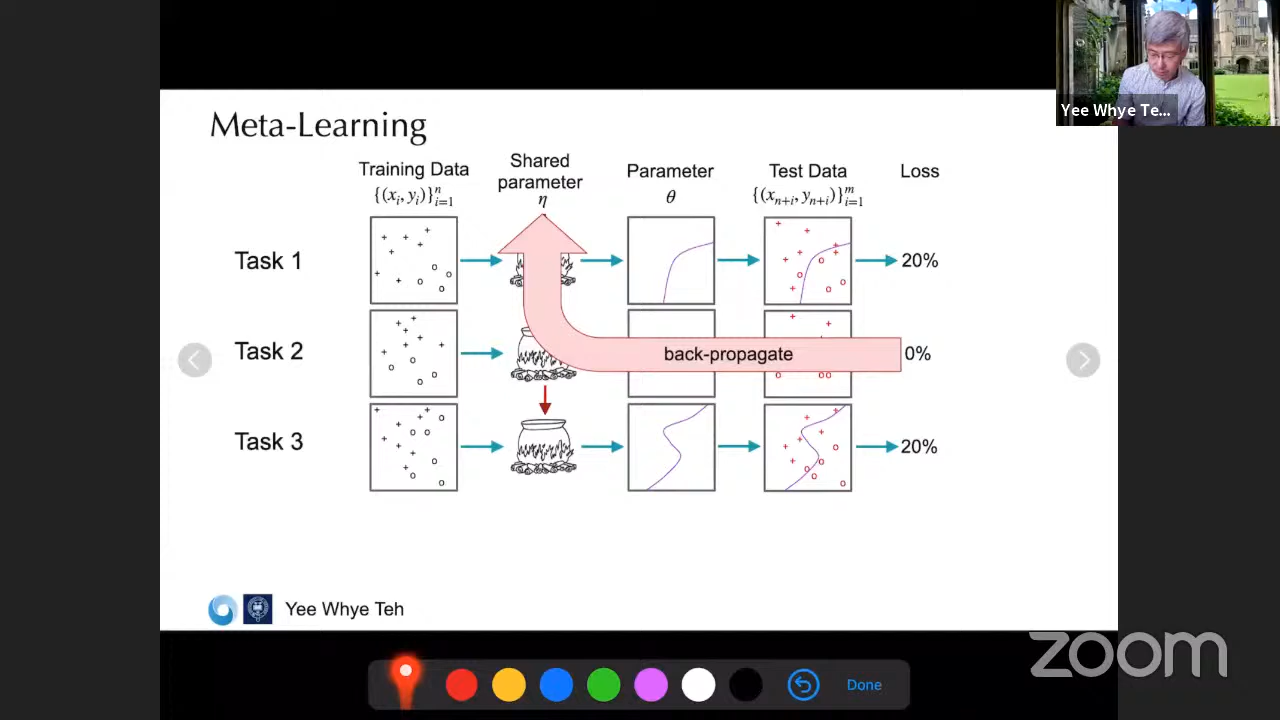 Yee Whye Te...
Meta-Learning
Training Data
{(xᵢ, yᵢ)}ⁿᵢ₌₁
Shared
parameter
η
Parameter
θ
Test Data
{(xₙ₊ᵢ, yₙ₊ᵢ)}ᵐᵢ₌₁
Loss
Task 1
20%
Task 2
back-propagate
0%
Task 3
20%
Yee Whye Teh
zoom
Done